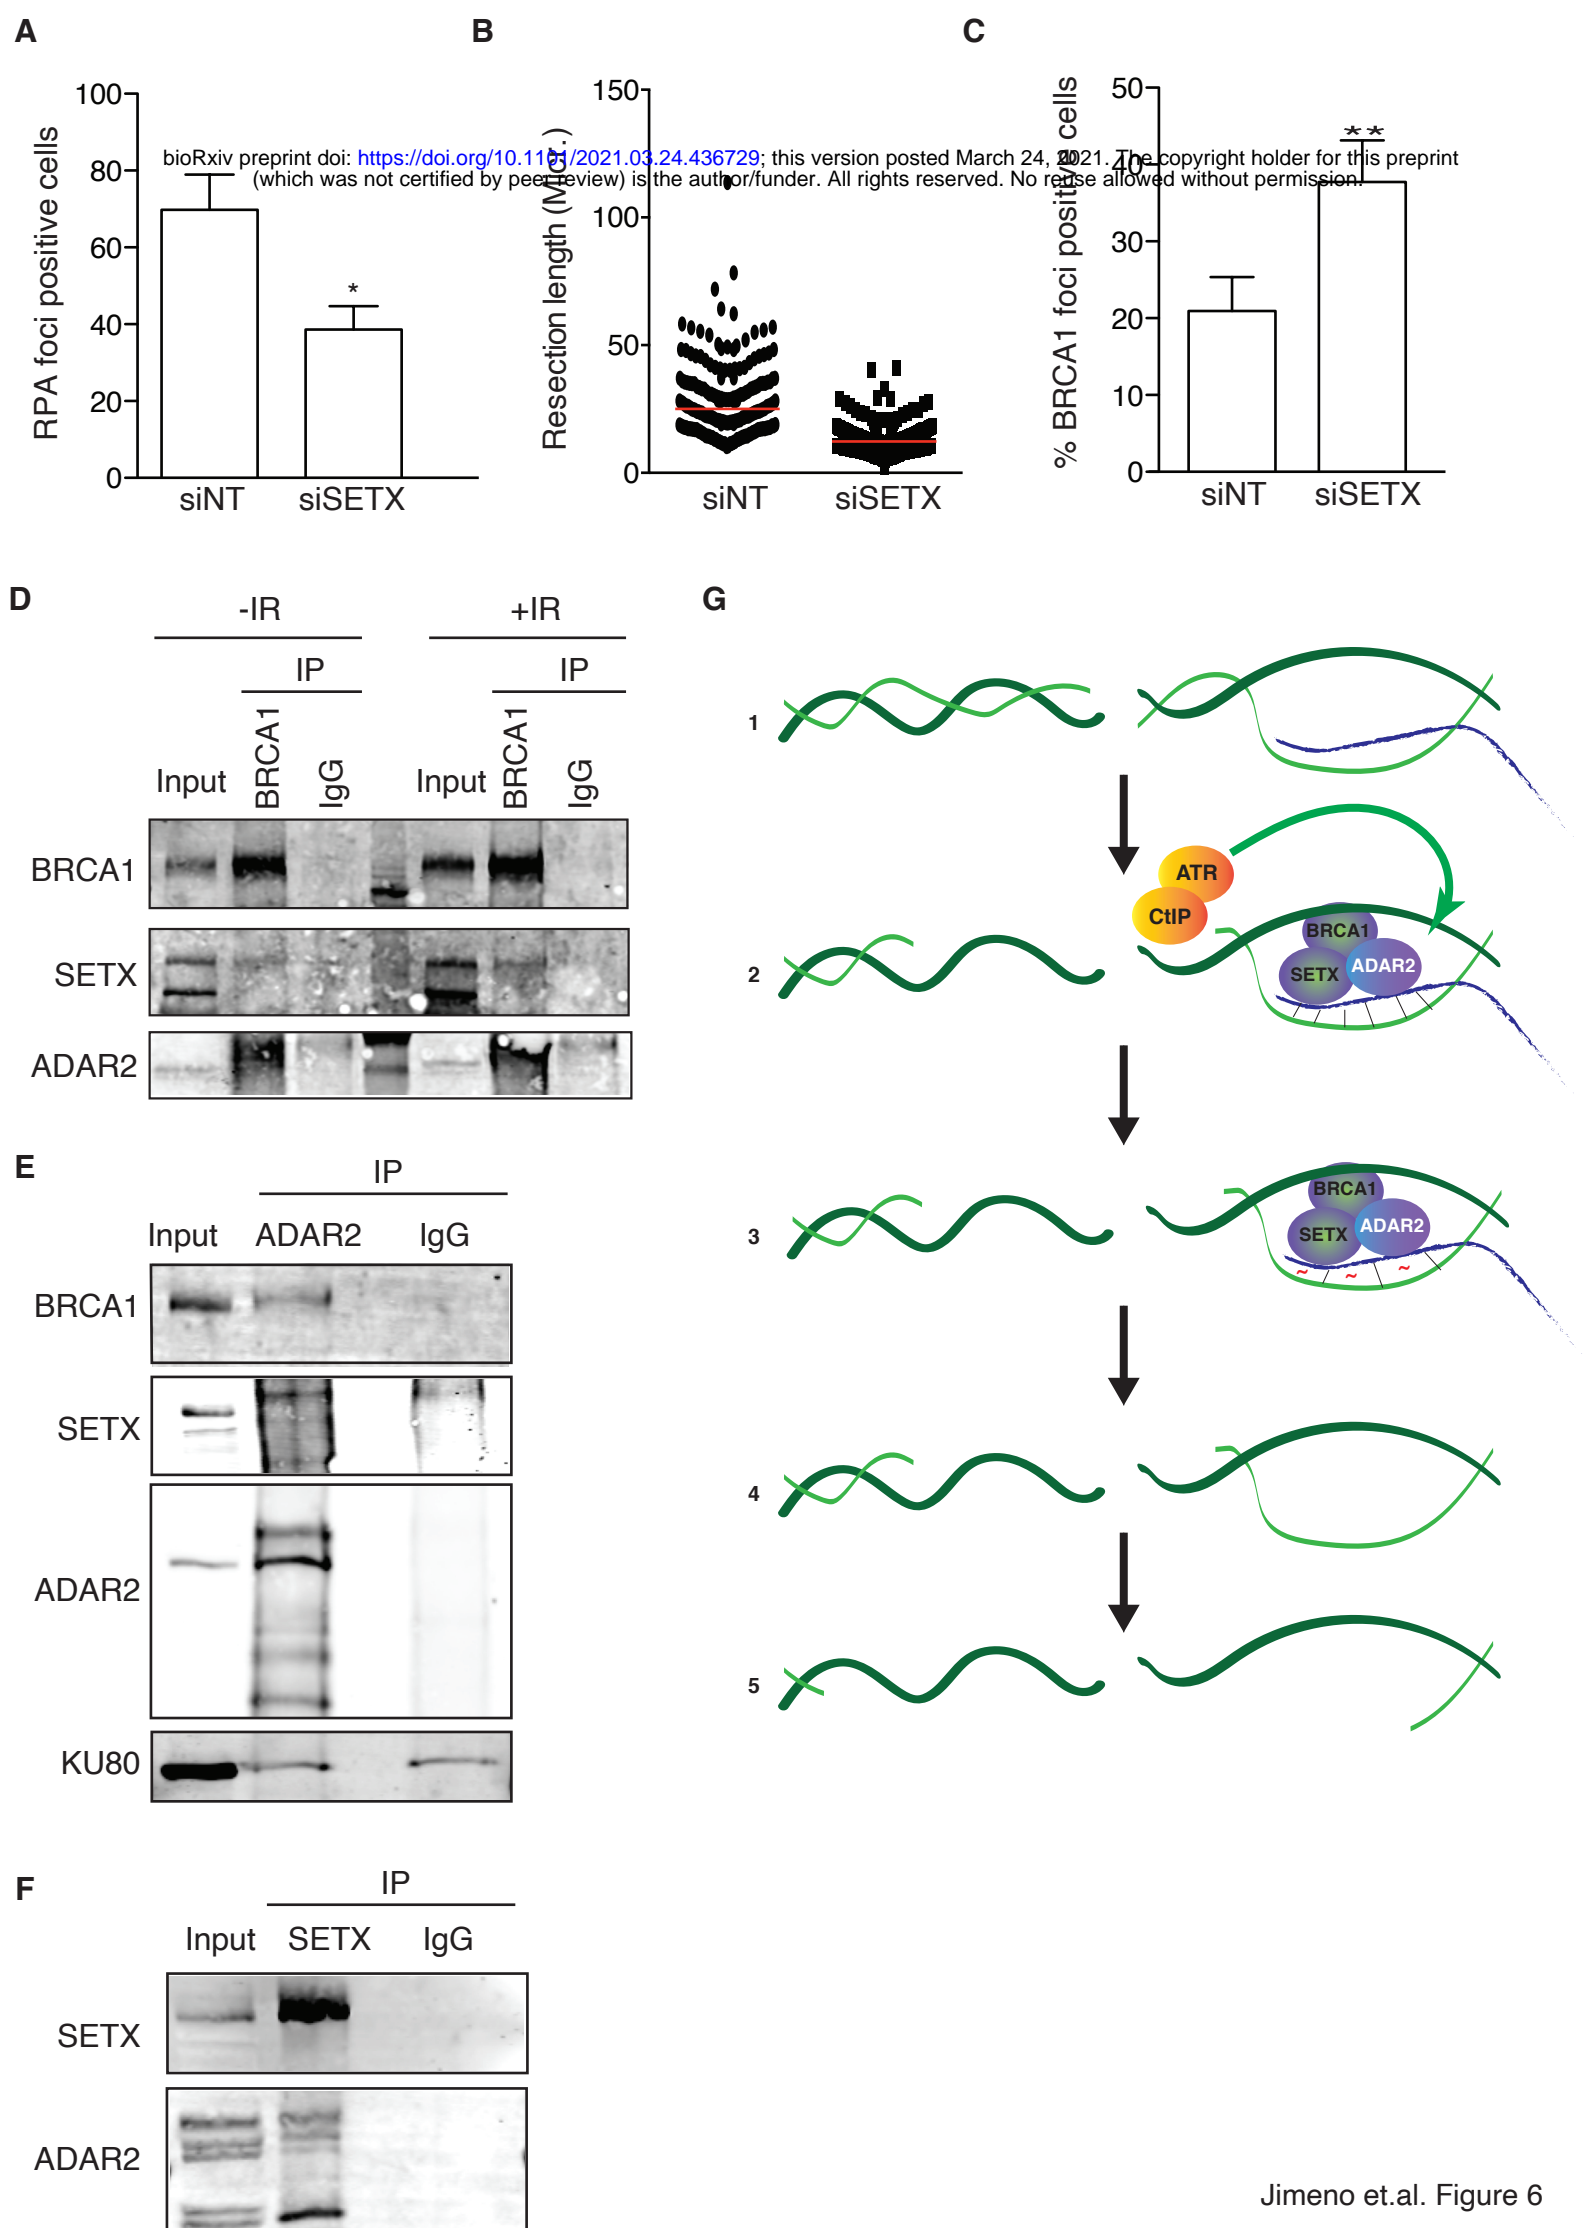 A
B
C
bioRxiv preprint doi: https://doi.org/10.1101/2021.03.24.436729; this version posted March 24, 2021. The copyright holder for this preprint
(which was not certified by peer review) is the author/funder. All rights reserved. No reuse allowed without permission.
RPA foci positive cells
100
80
60
40
20
0
*
siNT
siSETX
Resection length (Micr.)
150
100
50
0
siNT
siSETX
% BRCA1 foci positive cells
50
40
30
20
10
0
**
siNT
siSETX
D
-IR
+IR
IP
IP
Input
BRCA1
IgG
Input
BRCA1
IgG
BRCA1
SETX
ADAR2
E
IP
Input
ADAR2
IgG
BRCA1
SETX
ADAR2
KU80
F
IP
Input
SETX
IgG
SETX
ADAR2
G
1
ATR
CtIP
BRCA1
SETX
ADAR2
2
BRCA1
SETX
ADAR2
~
~
~
3
4
5
Jimeno et.al. Figure 6